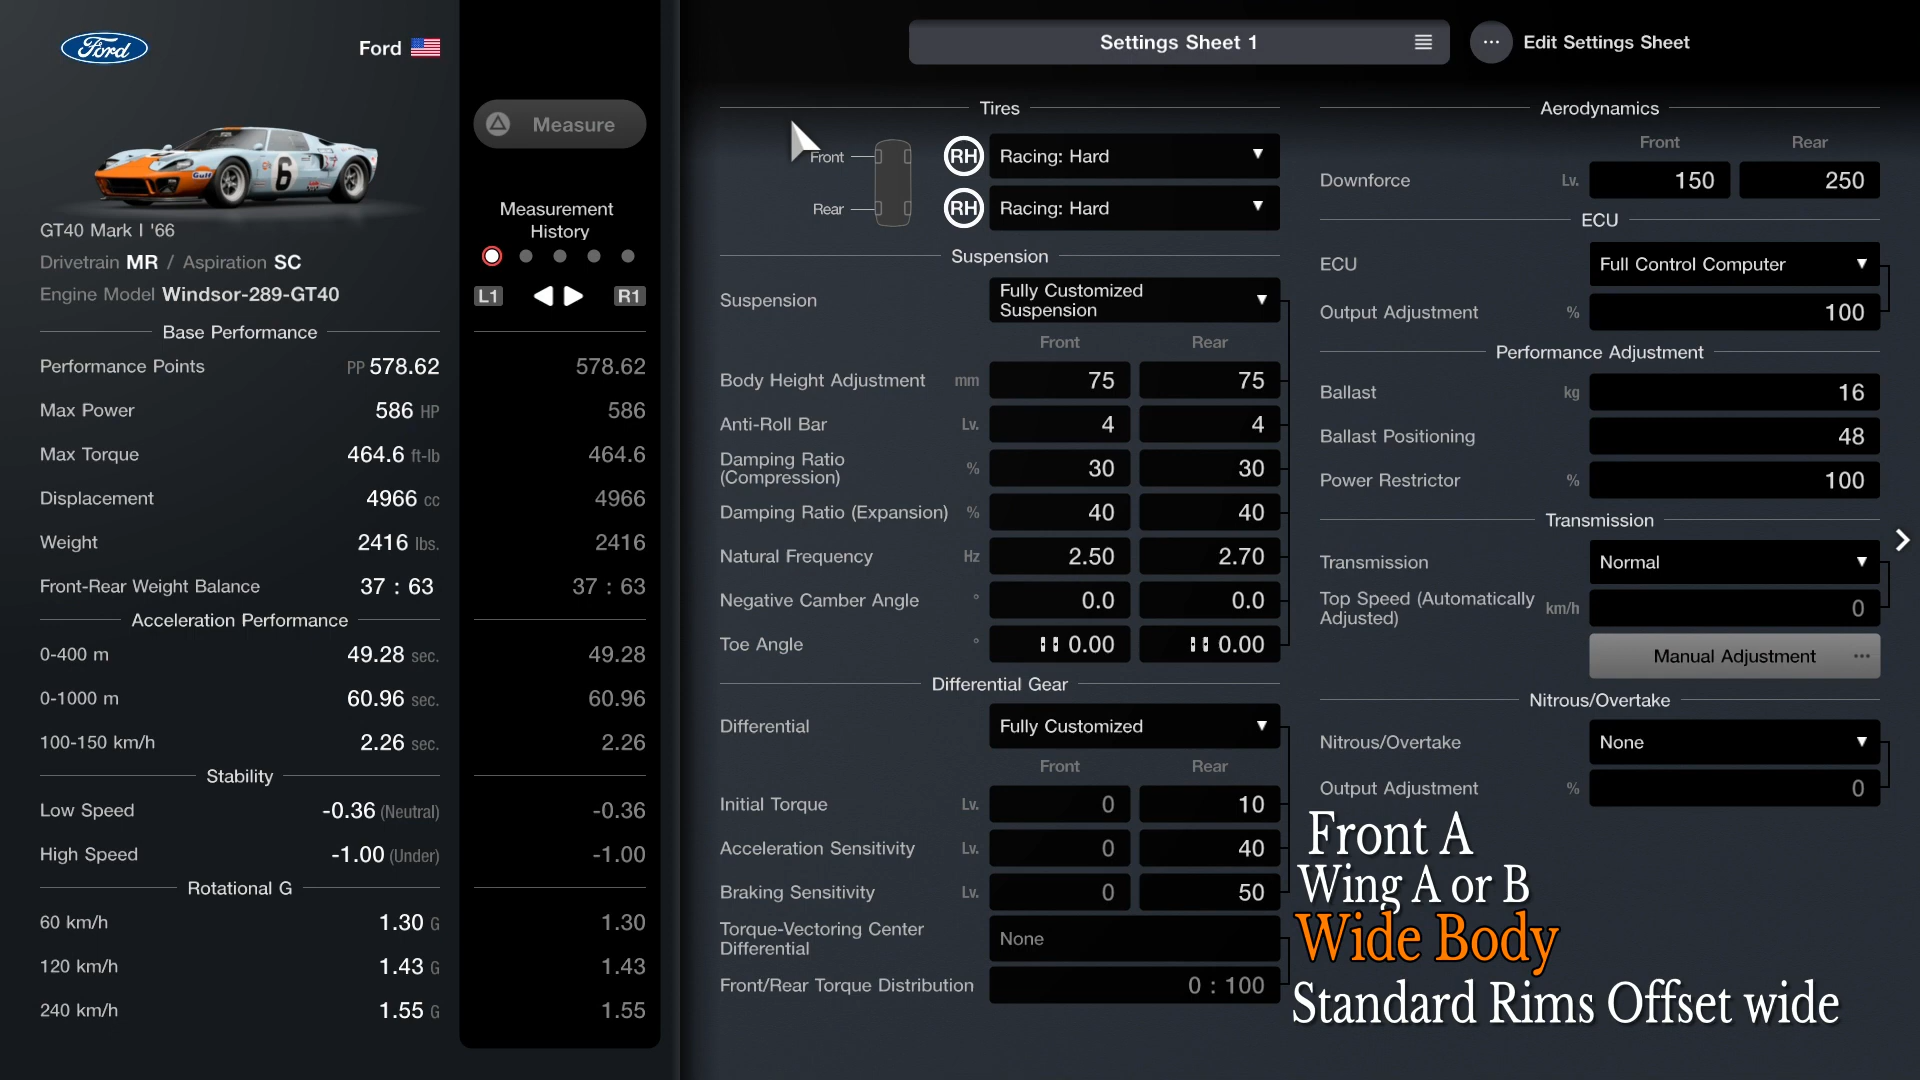 Ford
Ford
6
Gulf
GT40 Mark I '66
Drivetrain MR / Aspiration SC
Engine Model Windsor-289-GT40
Base Performance
Performance Points PP 578.62
Max Power 586 HP
Max Torque 464.6 ft-lb
Displacement 4966 cc
Weight 2416 lbs.
Front-Rear Weight Balance 37 : 63
Acceleration Performance
0-400 m 49.28 sec.
0-1000 m 60.96 sec.
100-150 km/h 2.26 sec.
Stability
Low Speed -0.36 (Neutral)
High Speed -1.00 (Under)
Rotational G
60 km/h 1.30 G
120 km/h 1.43 G
240 km/h 1.55 G
Measure
Measurement
History
L1 R1
578.62
586
464.6
4966
2416
37 : 63
49.28
60.96
2.26
-0.36
-1.00
1.30
1.43
1.55
Settings Sheet 1
Edit Settings Sheet
Tires
Front RH Racing: Hard
Rear RH Racing: Hard
Suspension
Suspension Fully Customized
Suspension
Front Rear
Body Height Adjustment mm 75 75
Anti-Roll Bar Lv. 4 4
Damping Ratio
(Compression) % 30 30
Damping Ratio (Expansion) % 40 40
Natural Frequency Hz 2.50 2.70
Negative Camber Angle ° 0.0 0.0
Toe Angle ° 0.00 0.00
Differential Gear
Differential Fully Customized
Front Rear
Initial Torque Lv. 0 10
Acceleration Sensitivity Lv. 0 40
Braking Sensitivity Lv. 0 50
Torque-Vectoring Center
Differential None
Front/Rear Torque Distribution 0 : 100
Aerodynamics
Front Rear
Downforce Lv. 150 250
ECU
ECU Full Control Computer
Output Adjustment % 100
Performance Adjustment
Ballast kg 16
Ballast Positioning 48
Power Restrictor % 100
Transmission
Transmission Normal
Top Speed (Automatically
Adjusted) km/h 0
Manual Adjustment
Nitrous/Overtake
Nitrous/Overtake None
Output Adjustment % 0
Front A
Wing A or B
Wide Body
Standard Rims Offset wide